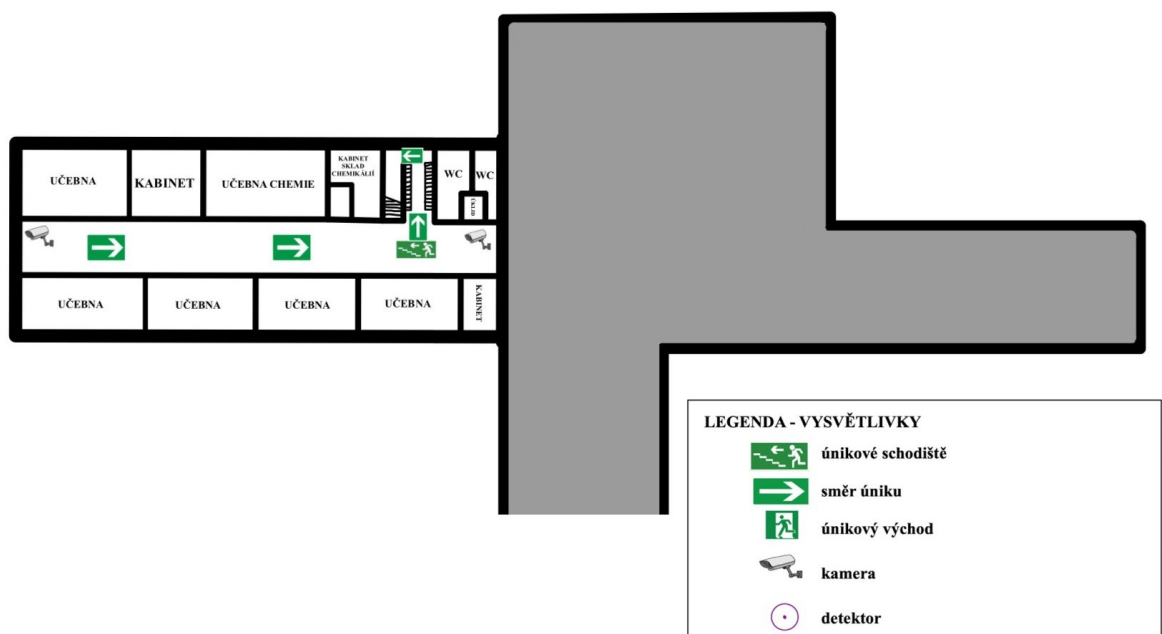 UČEBNA
KABINET
UČEBNA CHEMIE
KABINET
SKLAD
CHEMIKÁLIÍ
WC
WC
ÚKLID
UČEBNA
UČEBNA
UČEBNA
UČEBNA
KABINET
LEGENDA - VYSVĚTLIVKY
únikové schodiště
směr úniku
únikový východ
kamera
detektor